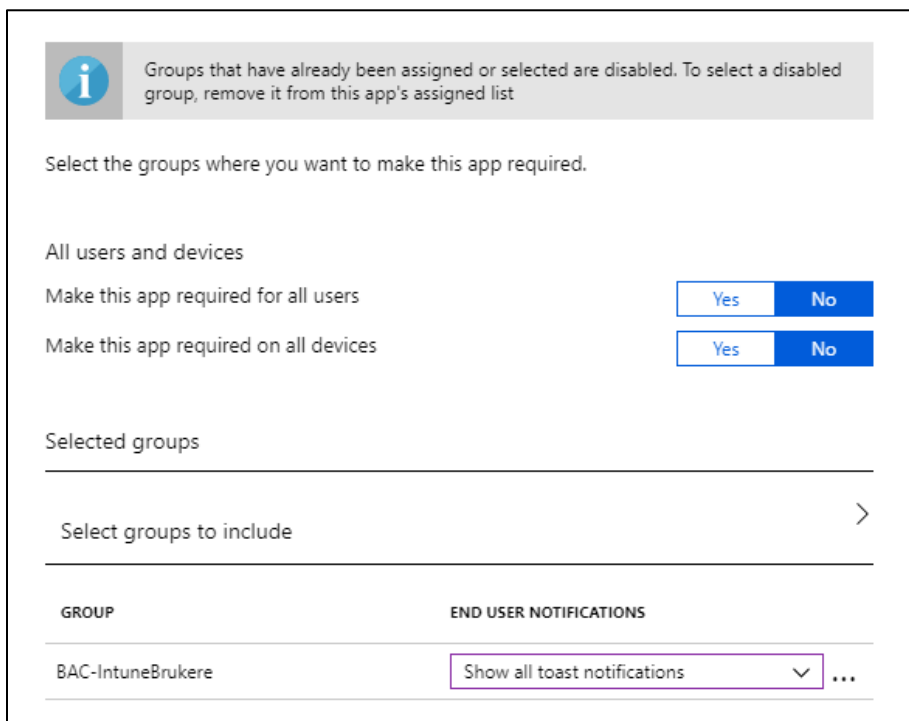 Groups that have already been assigned or selected are disabled. To select a disabled
group, remove it from this app's assigned list
Select the groups where you want to make this app required.
All users and devices
Make this app required for all users Yes No
Make this app required on all devices Yes No
Selected groups
Select groups to include
GROUP END USER NOTIFICATIONS
BAC-IntuneBrukere Show all toast notifications ...